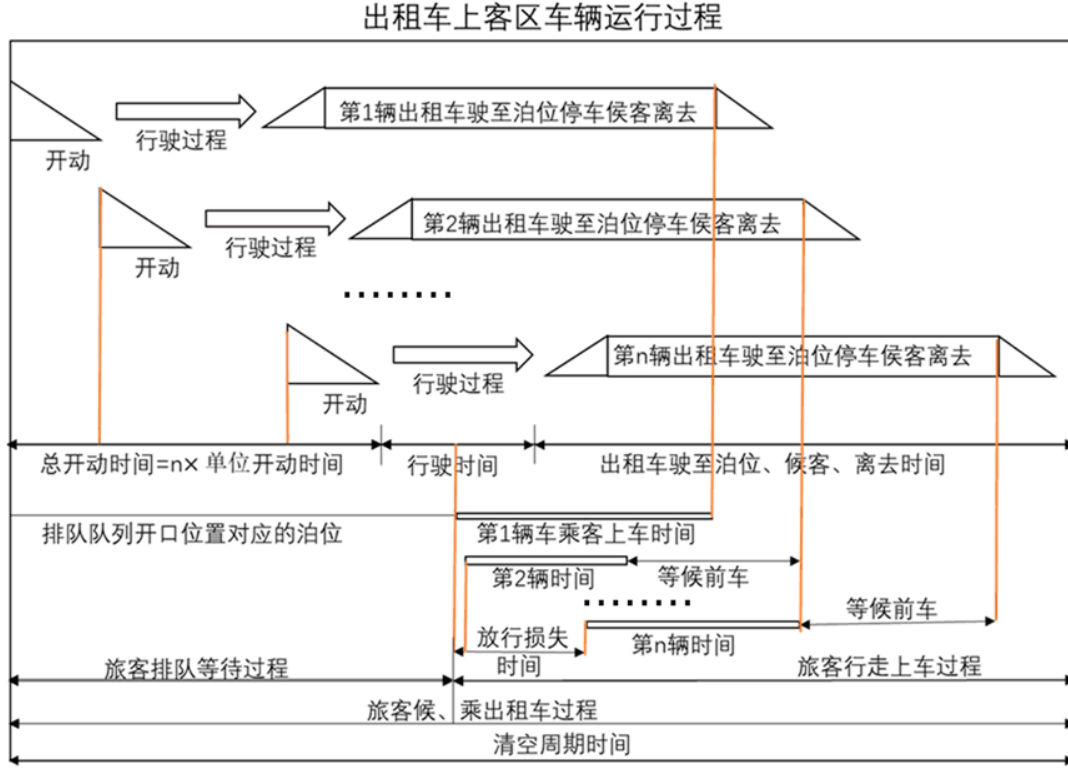 出租车上客区车辆运行过程
第1辆出租车驶至泊位停车侯客离去
行驶过程
开动
第2辆出租车驶至泊位停车侯客离去
行驶过程
开动
第n辆出租车驶至泊位停车侯客离去
行驶过程
开动
总开动时间=n× 单位开动时间
行驶时间
出租车驶至泊位、候客、离去时间
排队队列开口位置对应的泊位
第1辆车乘客上车时间
第2辆时间
等候前车
等候前车
放行损失
时间
第n辆时间
旅客排队等待过程
旅客行走上车过程
旅客候、乘出租车过程
清空周期时间